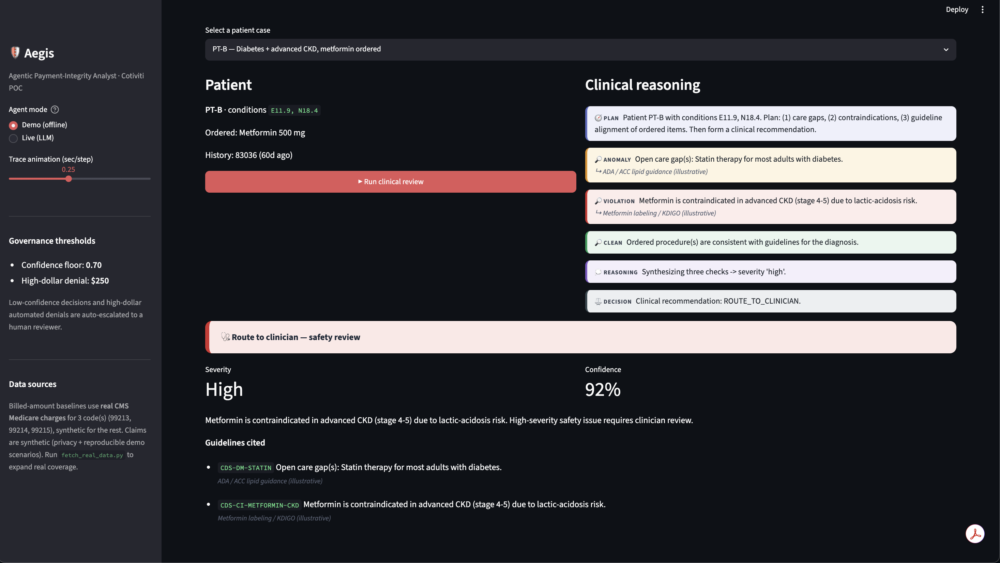 Deploy
Aegis
Agentic Payment-Integrity Analyst · Cotiviti
POC
Agent mode
Demo (offline)
Live (LLM)
Trace animation (sec/step)
0.25
Governance thresholds
Confidence floor: 0.70
High-dollar denial: $250
Low-confidence decisions and high-dollar
automated denials are auto-escalated to a
human reviewer.
Data sources
Billed-amount baselines use real CMS
Medicare charges for 3 code(s) (99213,
99214, 99215), synthetic for the rest. Claims
are synthetic (privacy + reproducible demo
scenarios). Run fetch_real_data.py to
expand real coverage.
Select a patient case
PT-B — Diabetes + advanced CKD, metformin ordered
Patient
PT-B · conditions E11.9, N18.4
Ordered: Metformin 500 mg
History: 83036 (60d ago)
Run clinical review
Clinical reasoning
PLAN Patient PT-B with conditions E11.9, N18.4. Plan: (1) care gaps, (2) contraindications, (3) guideline
alignment of ordered items. Then form a clinical recommendation.
ANOMALY Open care gap(s): Statin therapy for most adults with diabetes.
↪ ADA / ACC lipid guidance (illustrative)
VIOLATION Metformin is contraindicated in advanced CKD (stage 4-5) due to lactic-acidosis risk.
↪ Metformin labeling / KDIGO (illustrative)
CLEAN Ordered procedure(s) are consistent with guidelines for the diagnosis.
REASONING Synthesizing three checks -> severity 'high'.
DECISION Clinical recommendation: ROUTE_TO_CLINICIAN.
Route to clinician — safety review
Severity
High
Confidence
92%
Metformin is contraindicated in advanced CKD (stage 4-5) due to lactic-acidosis risk. High-severity safety issue requires clinician review.
Guidelines cited
CDS-DM-STATIN Open care gap(s): Statin therapy for most adults with diabetes.
ADA / ACC lipid guidance (illustrative)
CDS-CI-METFORMIN-CKD Metformin is contraindicated in advanced CKD (stage 4-5) due to lactic-acidosis risk.
Metformin labeling / KDIGO (illustrative)